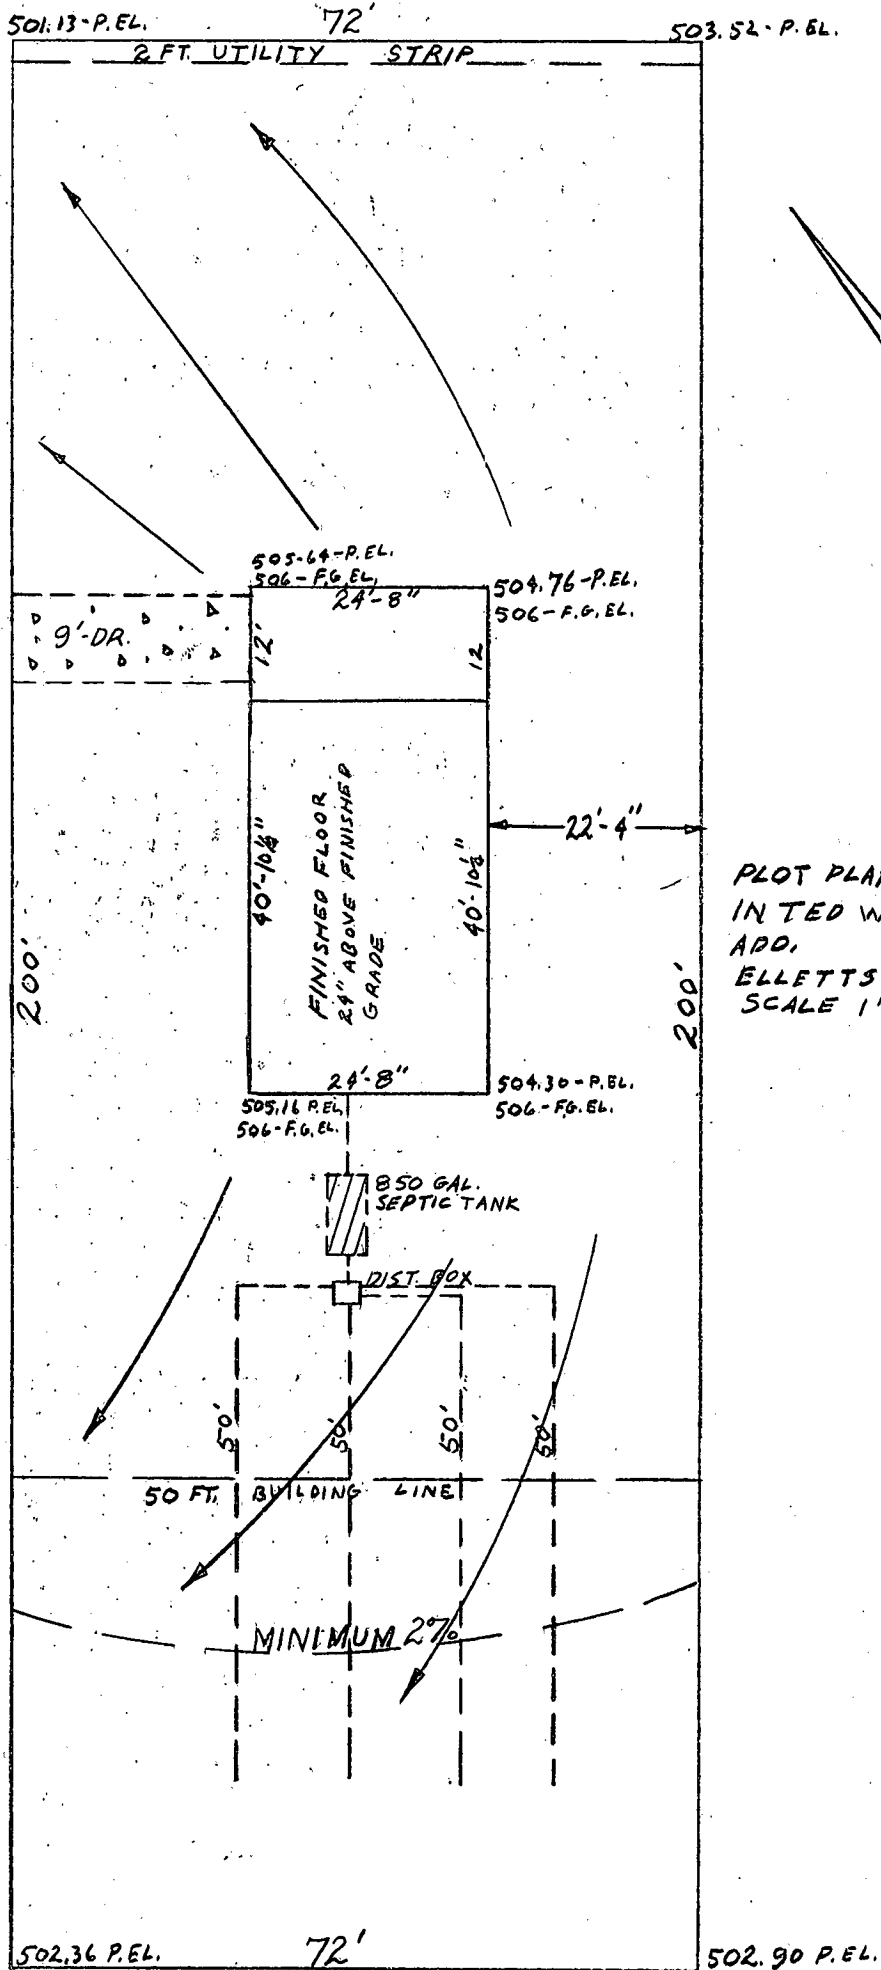 501.13-P.EL.
72'
503.52-P.EL.
2 FT. UTILITY STRIP
505.64-P.EL.
506-F.G.EL.
24'-8"
504.76-P.EL.
506-F.G.EL.
9'-DR.
12'
12
FINISHED FLOOR
24" ABOVE FINISHED
GRADE
40'-10½"
40'-10½"
22'-4"
200'
200'
PLOT PLAN
IN TED W
ADD.
ELLETTS
SCALE 1"
24'-8"
505.16 P.EL.
506-F.G.EL.
504.30-P.EL.
506-F.G.EL.
850 GAL.
SEPTIC TANK
DIST. BOX
50'
50'
50'
50'
50 FT. BUILDING LINE
MINIMUM 2%
502.36 P.EL.
72'
502.90 P.EL.